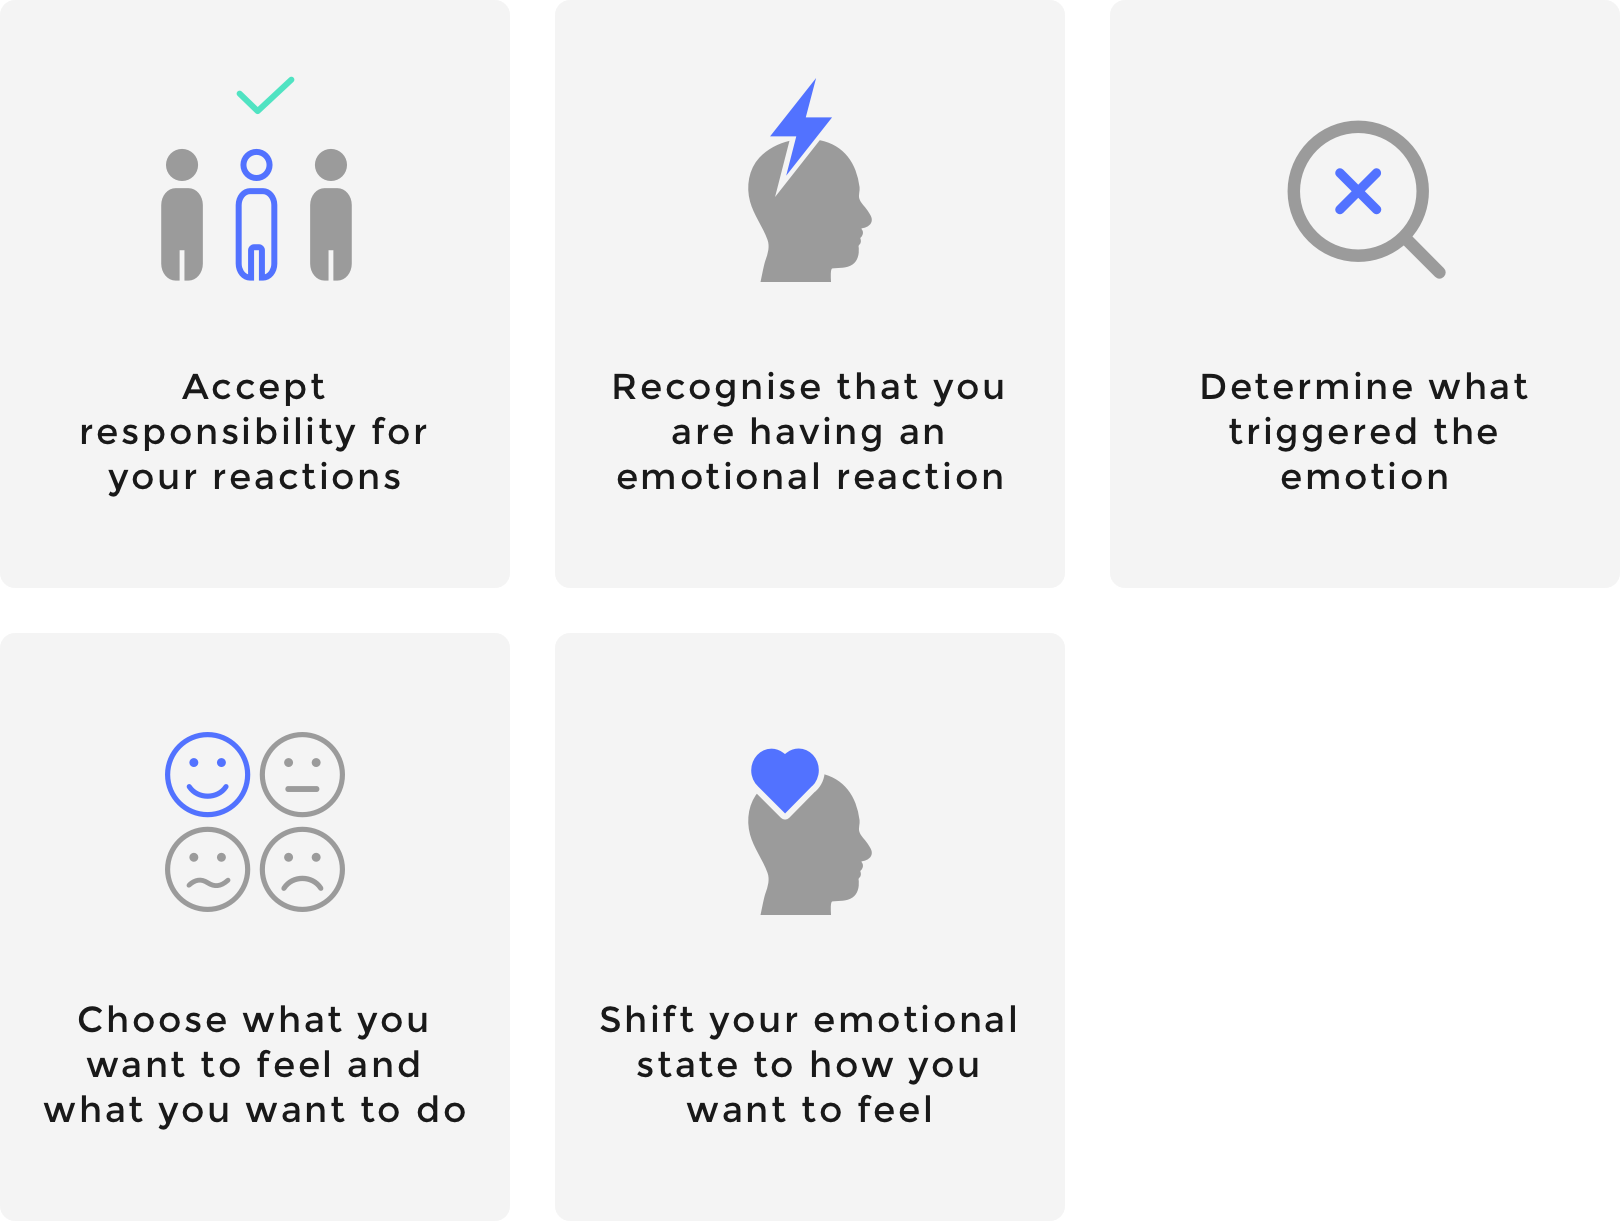 Accept
responsibility for
your reactions
Recognise that you
are having an
emotional reaction
Determine what
triggered the
emotion
Choose what you
want to feel and
what you want to do
Shift your emotional
state to how you
want to feel